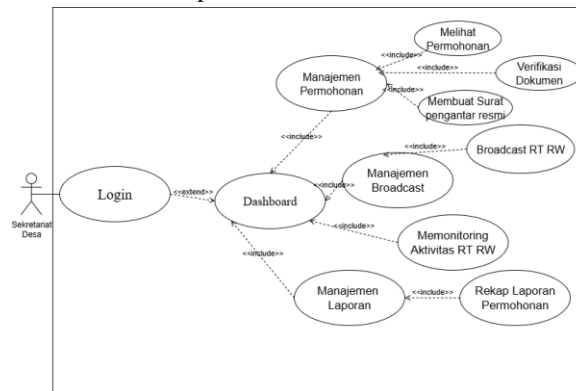 Melihat
Permohonan
<<include>>
Manajemen
Permohonan
<<include>>
Verifikasi
Dokumen
<<include>>
Membuat Surat
pengantar resmi
<<include>>
Broadcast RT RW
<<include>>
Manajemen
Broadcast
<<include>>
Login
<<extend>>
Dashboard
Sekretariat
Desa
<<include>>
Memonitoring
Aktivitas RT RW
<<include>>
Manajemen
Laporan
<<include>>
Rekap Laporan
Permohonan